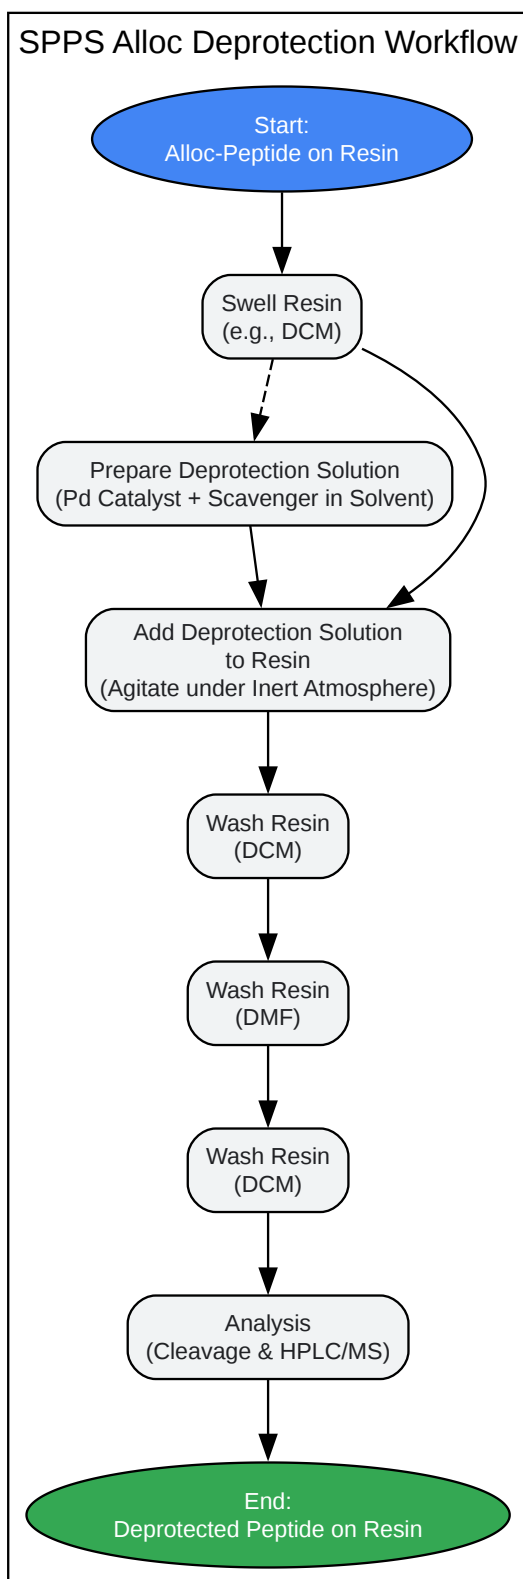 SPPS Alloc Deprotection Workflow
Start:
Alloc-Peptide on Resin
Swell Resin
(e.g., DCM)
Prepare Deprotection Solution
(Pd Catalyst + Scavenger in Solvent)
Add Deprotection Solution
to Resin
(Agitate under Inert Atmosphere)
Wash Resin
(DCM)
Wash Resin
(DMF)
Wash Resin
(DCM)
Analysis
(Cleavage & HPLC/MS)
End:
Deprotected Peptide on Resin